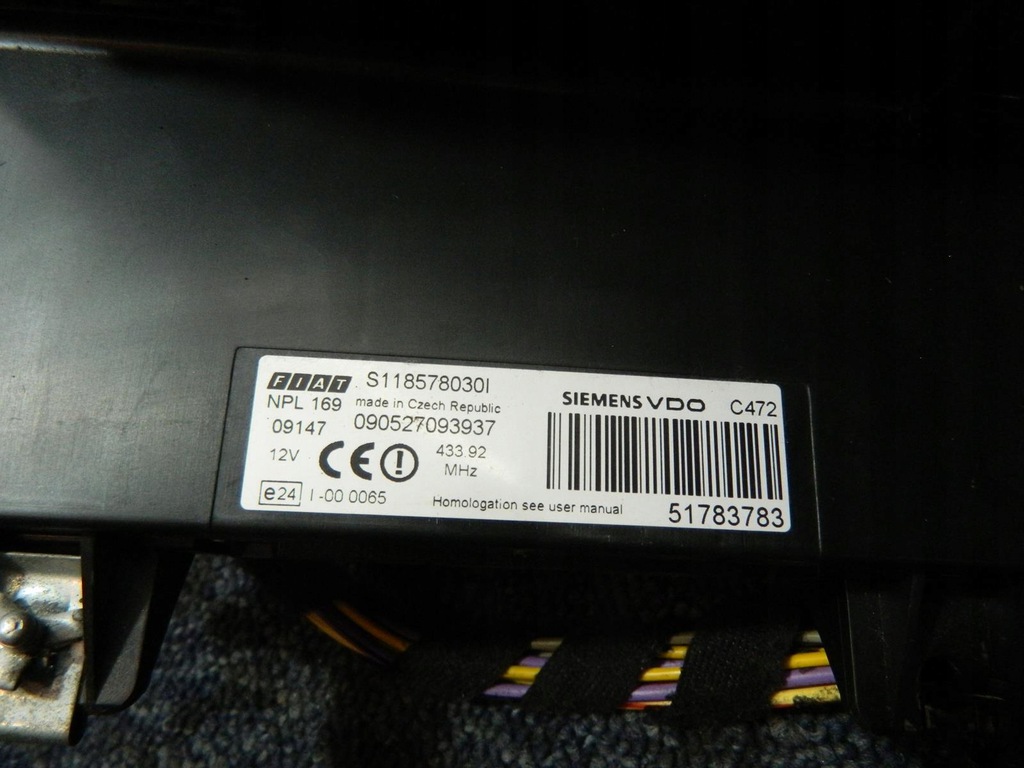 FIAT S118578030I
NPL 169 made in Czech Republic
09147 090527093937
12V CE 433.92
MHz
e24 I-00 0065
Homologation see user manual
SIEMENS VDO C472
51783783